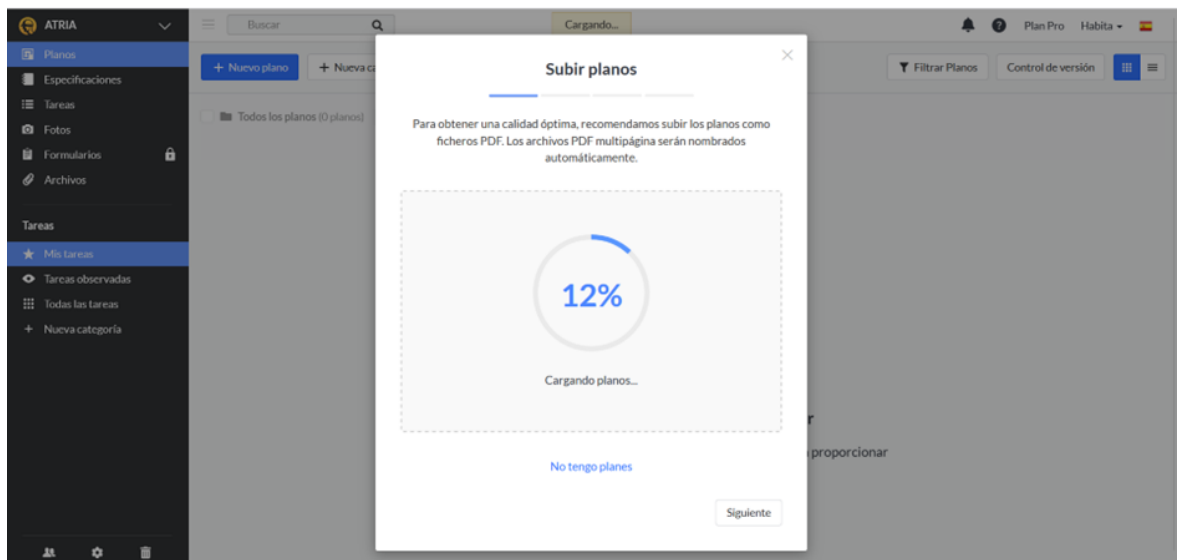 ATRIA
Buscar
Cargando...
Plan Pro
Habita
Planos
Especificaciones
Tareas
Fotos
Formularios
Archivos
Tareas
Mis tareas
Tareas observadas
Todas las tareas
+ Nueva categoría
+ Nuevo plano
+ Nueva ca
Filtrar Planos
Control de versión
Todos los planos (0 planos)
Subir planos
Para obtener una calidad óptima, recomendamos subir los planos como
ficheros PDF. Los archivos PDF multipágina serán nombrados
automáticamente.
12%
Cargando planos...
No tengo planes
Siguiente
r
proporcionar